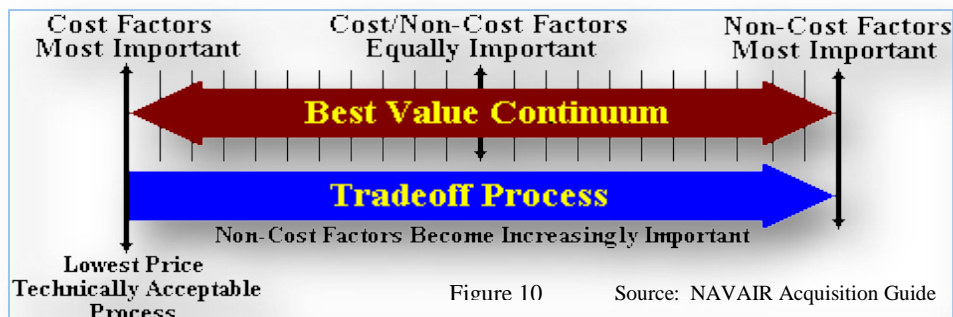 Cost Factors
Most Important
Cost/Non-Cost Factors
Equally Important
Non-Cost Factors
Most Important
Best Value Continuum
Tradeoff Process
Non-Cost Factors Become Increasingly Important
Lowest Price
Technically Acceptable
Process
Figure 10
Source: NAVAIR Acquisition Guide